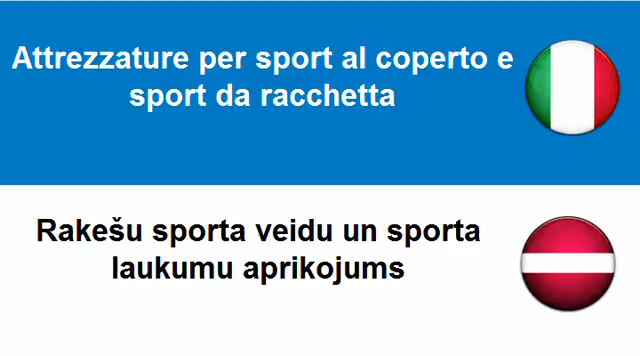 Attrezzature per sport al coperto e
sport da racchetta
Rakešu sporta veidu un sporta
laukumu aprikojums